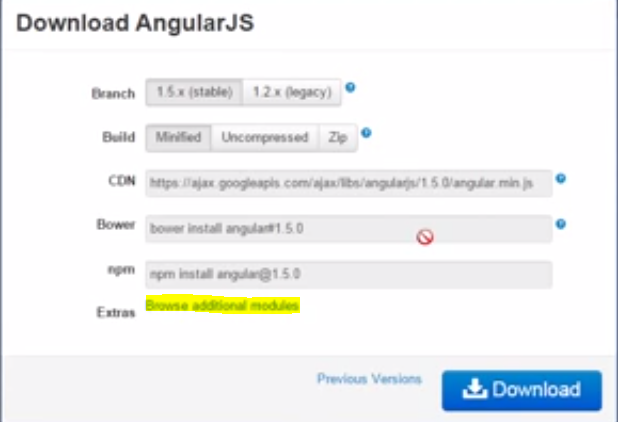 Download AngularJS
Branch 1.5.x (stable) 1.2.x (legacy)
Build Minified Uncompressed Zip
CDN https://ajax.googleapis.com/ajax/libs/angularjs/1.5.0/angular.min.js
Bower bower install angular#1.5.0
npm npm install angular@1.5.0
Extras Browse additional modules
Previous Versions Download